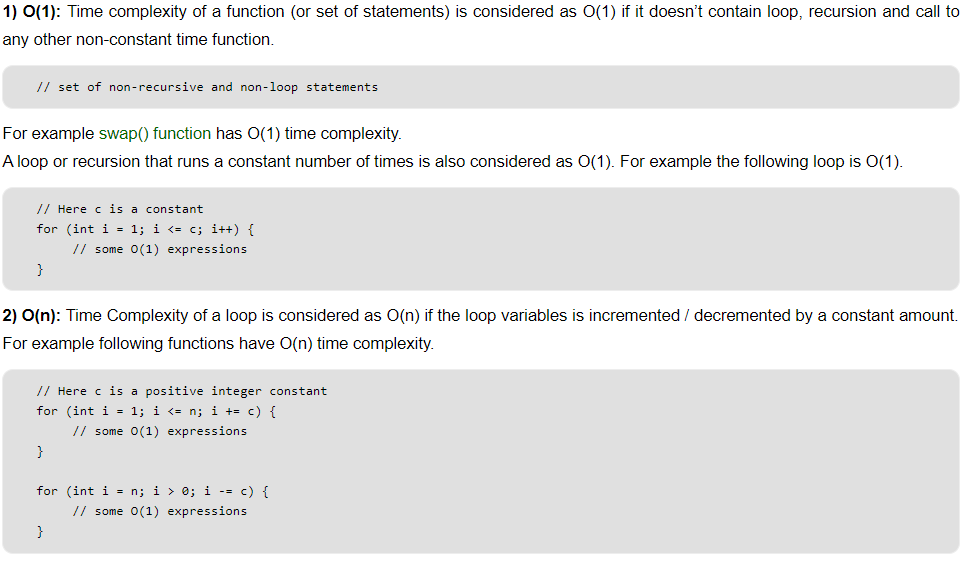 1) O(1): Time complexity of a function (or set of statements) is considered as O(1) if it doesn’t contain loop, recursion and call to
any other non-constant time function.
// set of non-recursive and non-loop statements
For example swap() function has O(1) time complexity.
A loop or recursion that runs a constant number of times is also considered as O(1). For example the following loop is O(1).
// Here c is a constant
for (int i = 1; i <= c; i++) {
// some O(1) expressions
}
2) O(n): Time Complexity of a loop is considered as O(n) if the loop variables is incremented / decremented by a constant amount.
For example following functions have O(n) time complexity.
// Here c is a positive integer constant
for (int i = 1; i <= n; i += c) {
// some O(1) expressions
}
for (int i = n; i > 0; i -= c) {
// some O(1) expressions
}